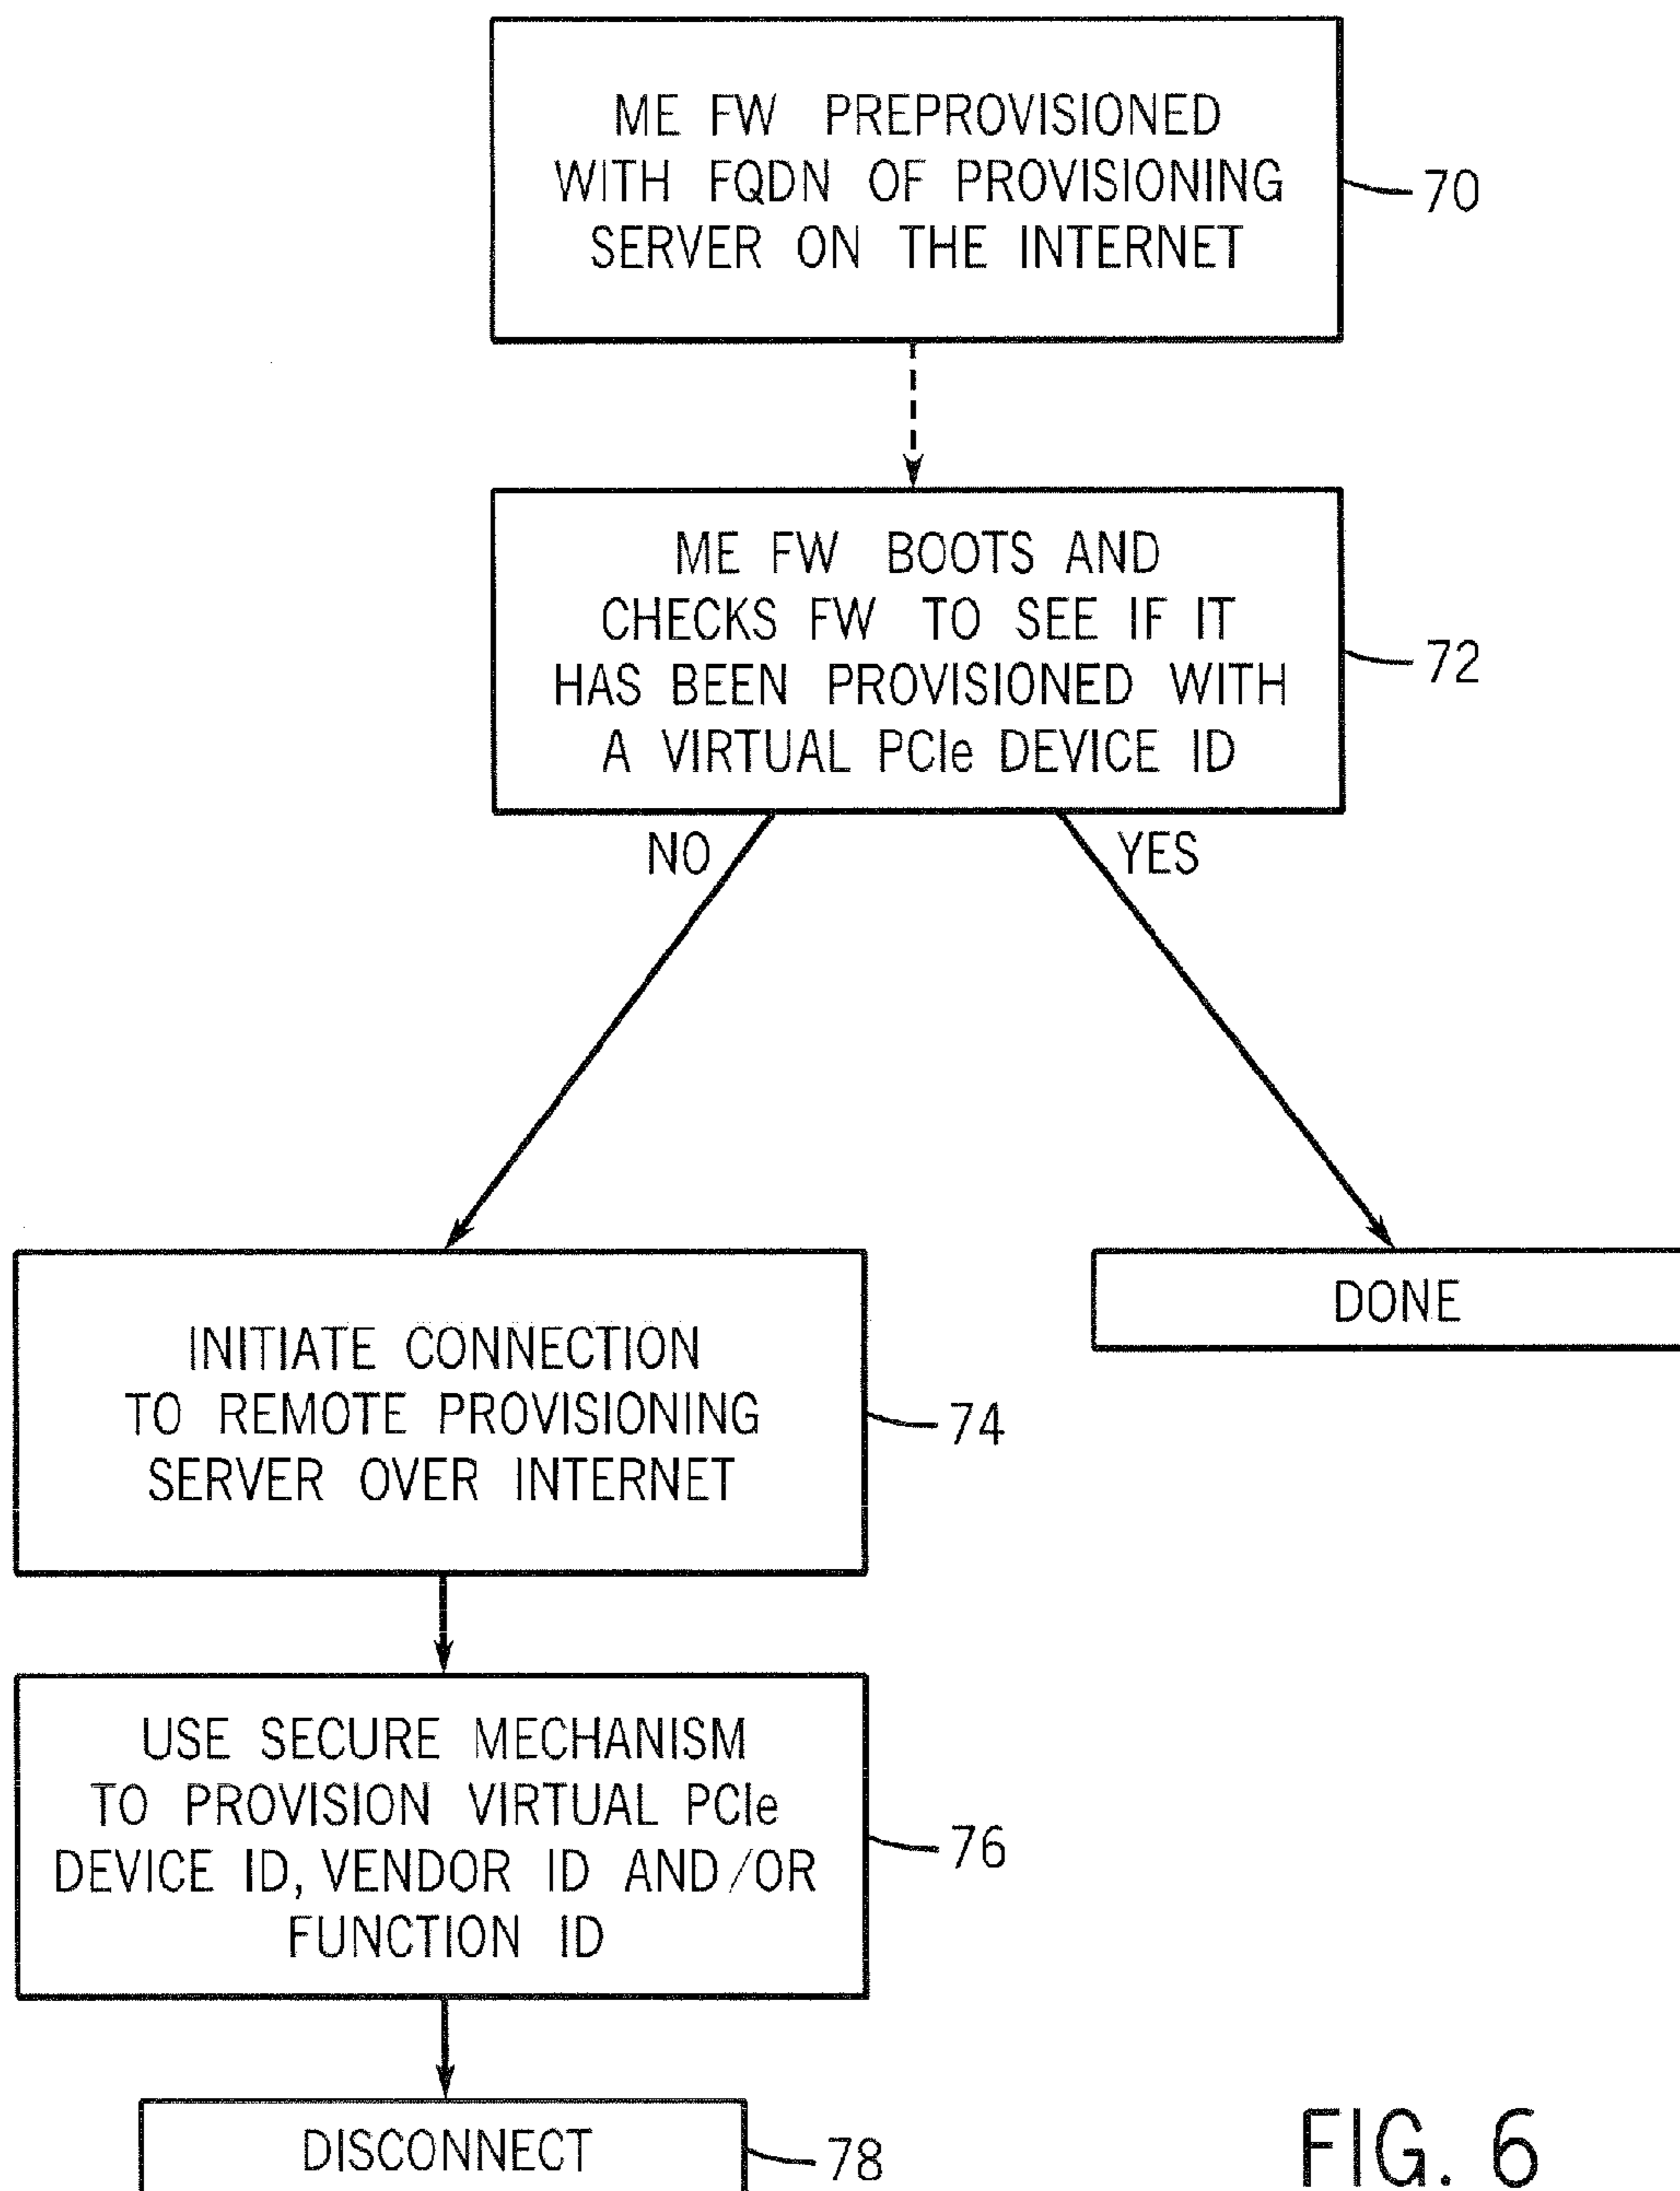 ME FW PREPROVISIONED
WITH FQDN OF PROVISIONING
SERVER ON THE INTERNET
70
ME FW BOOTS AND
CHECKS FW TO SEE IF IT
HAS BEEN PROVISIONED WITH
A VIRTUAL PCIe DEVICE ID
72
NO
YES
INITIATE CONNECTION
TO REMOTE PROVISIONING
SERVER OVER INTERNET
74
DONE
USE SECURE MECHANISM
TO PROVISION VIRTUAL PCIe
DEVICE ID, VENDOR ID AND/OR
FUNCTION ID
76
DISCONNECT
78
FIG. 6